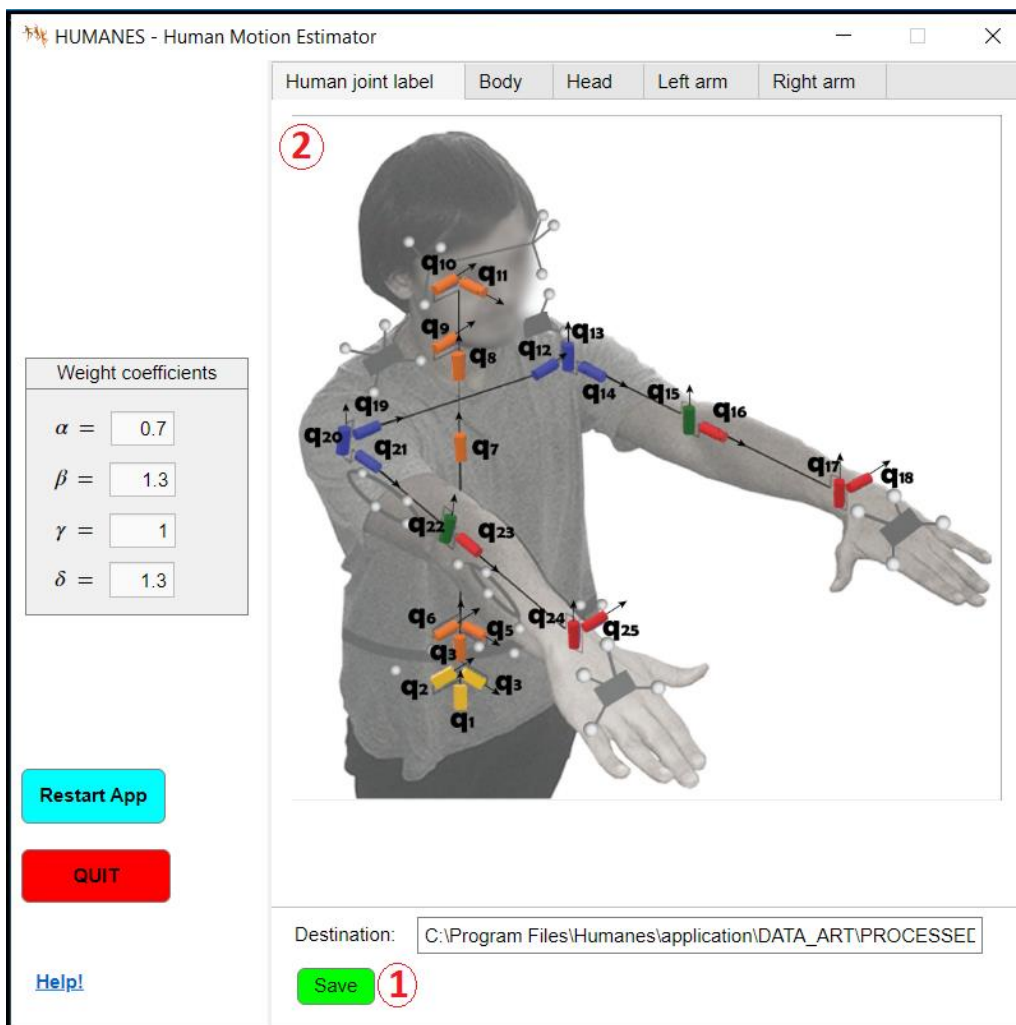 HUMANES - Human Motion Estimator
Human joint label Body Head Left arm Right arm
2
q10 q11
q9
q8
q12 q13
q14
q15 q16
q19
q20
q21
q7
q17 q18
q22 q23
q24 q25
q6 q5
q3
q2 q3
q1
Weight coefficients
α = 0.7
β = 1.3
γ = 1
δ = 1.3
Restart App
QUIT
Help!
Destination: C:\Program Files\Humanes\application\DATA_ART\PROCESSED
Save 1